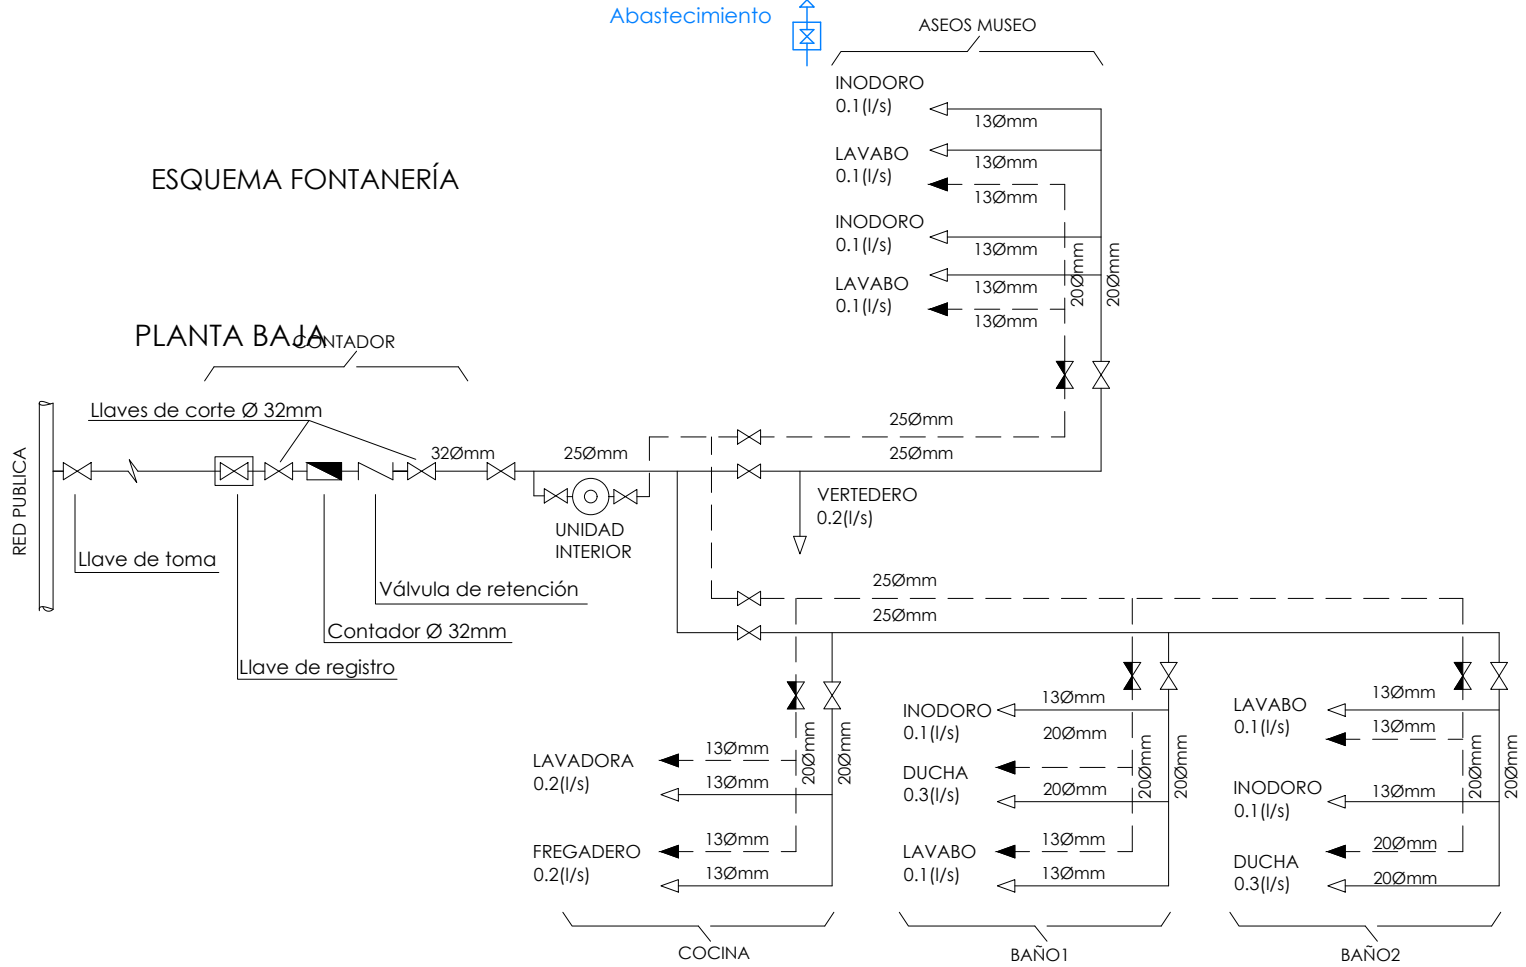 Abastecimiento
ASEOS MUSEO
INODORO
0.1(l/s)
13Ømm
LAVABO
0.1(l/s)
13Ømm
13Ømm
INODORO
0.1(l/s)
13Ømm
LAVABO
0.1(l/s)
13Ømm
13Ømm
20Ømm
20Ømm
ESQUEMA FONTANERÍA
PLANTA BAJA
CONTADOR
Llaves de corte Ø 32mm
RED PUBLICA
32Ømm
25Ømm
25Ømm
25Ømm
UNIDAD
INTERIOR
VERTEDERO
0.2(l/s)
Llave de toma
Válvula de retención
Contador Ø 32mm
Llave de registro
25Ømm
25Ømm
LAVADORA
0.2(l/s)
13Ømm
13Ømm
FREGADERO
0.2(l/s)
13Ømm
13Ømm
20Ømm
20Ømm
COCINA
INODORO
0.1(l/s)
13Ømm
20Ømm
DUCHA
0.3(l/s)
20Ømm
LAVABO
0.1(l/s)
13Ømm
13Ømm
20Ømm
20Ømm
BAÑO1
LAVABO
0.1(l/s)
13Ømm
13Ømm
INODORO
0.1(l/s)
13Ømm
DUCHA
0.3(l/s)
20Ømm
20Ømm
20Ømm
20Ømm
BAÑO2